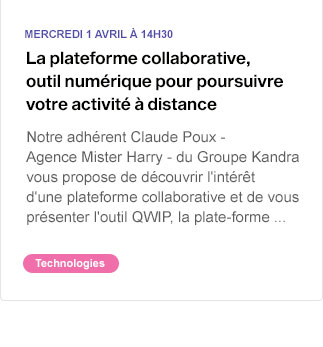 MERCREDI 1 AVRIL À 14H30
La plateforme collaborative,
outil numérique pour poursuivre
votre activité à distance
Notre adhérent Claude Poux -
Agence Mister Harry - du Groupe Kandra
vous propose de découvrir l'intérêt
d'une plateforme collaborative et de vous
présenter l'outil QWIP, la plate-forme ...
Technologies